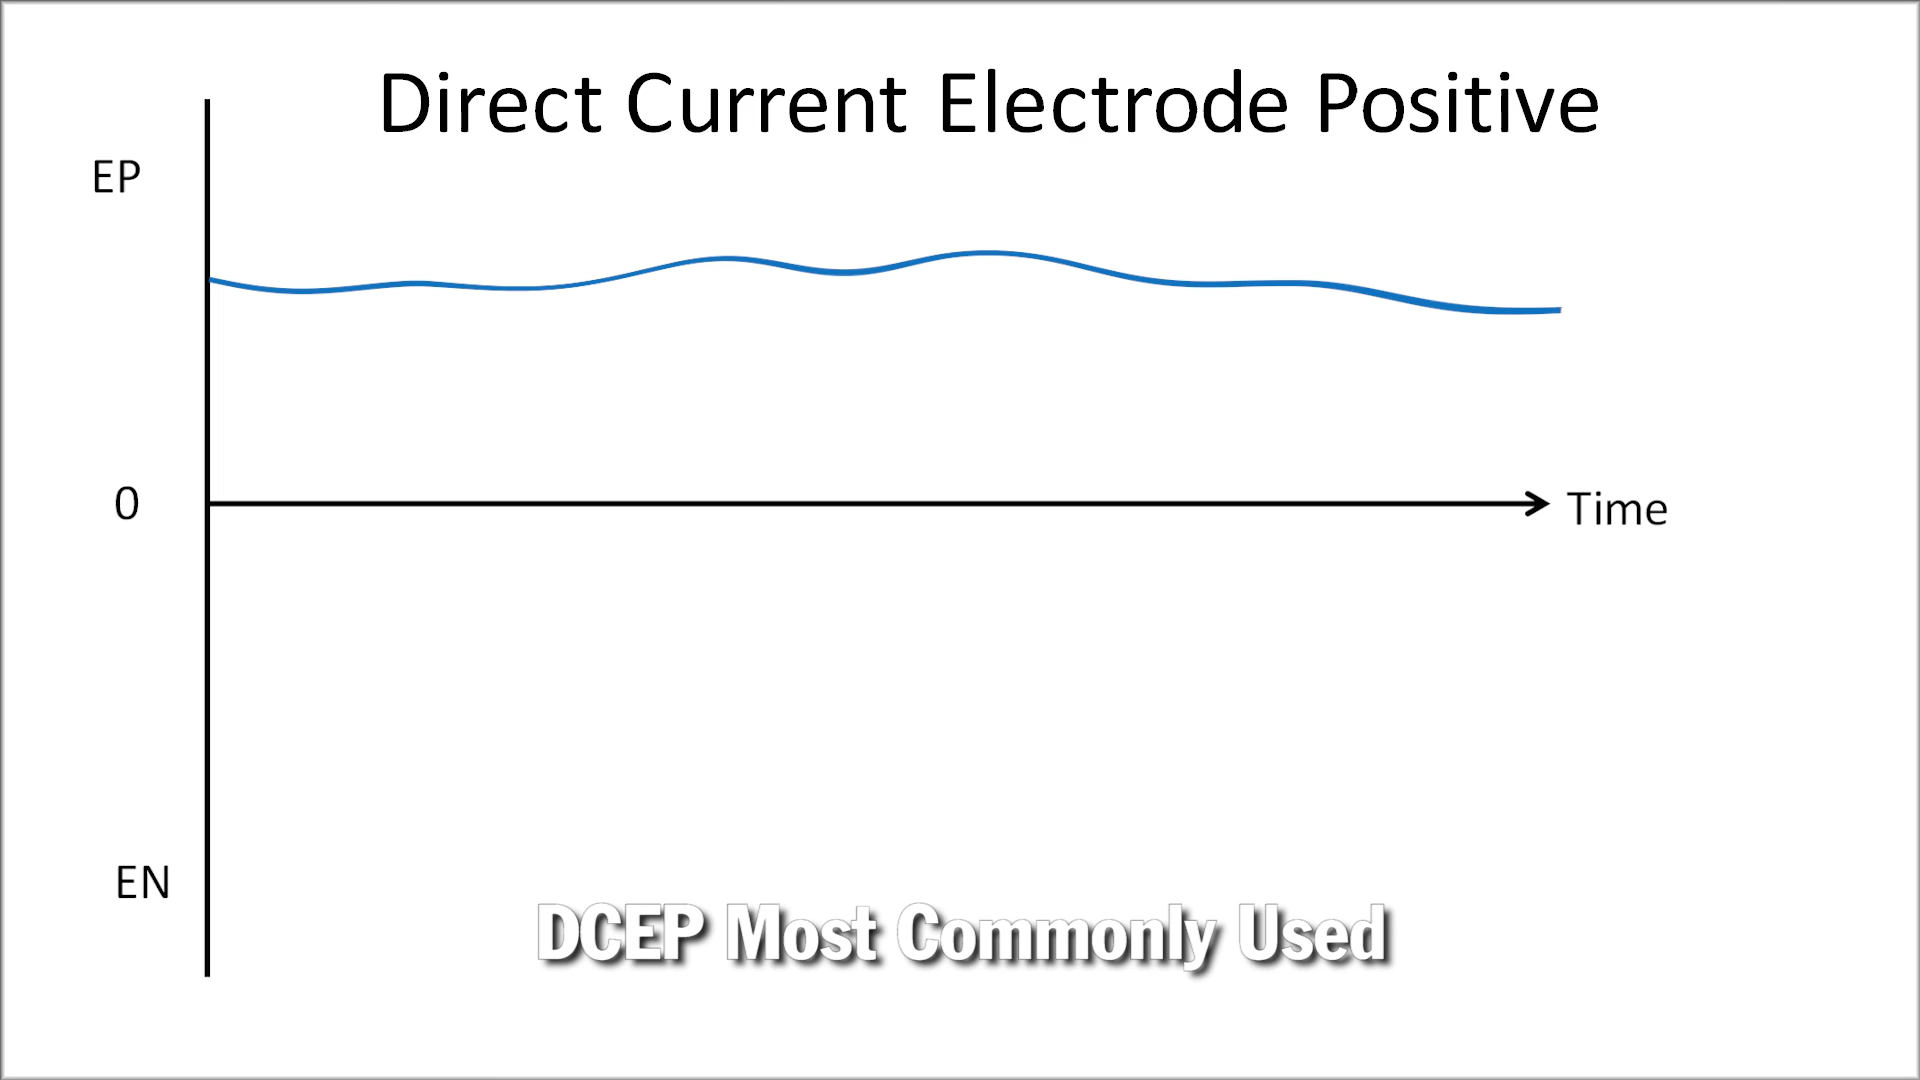 Direct Current Electrode Positive
EP
0
Time
EN
DCEP Most Commonly Used